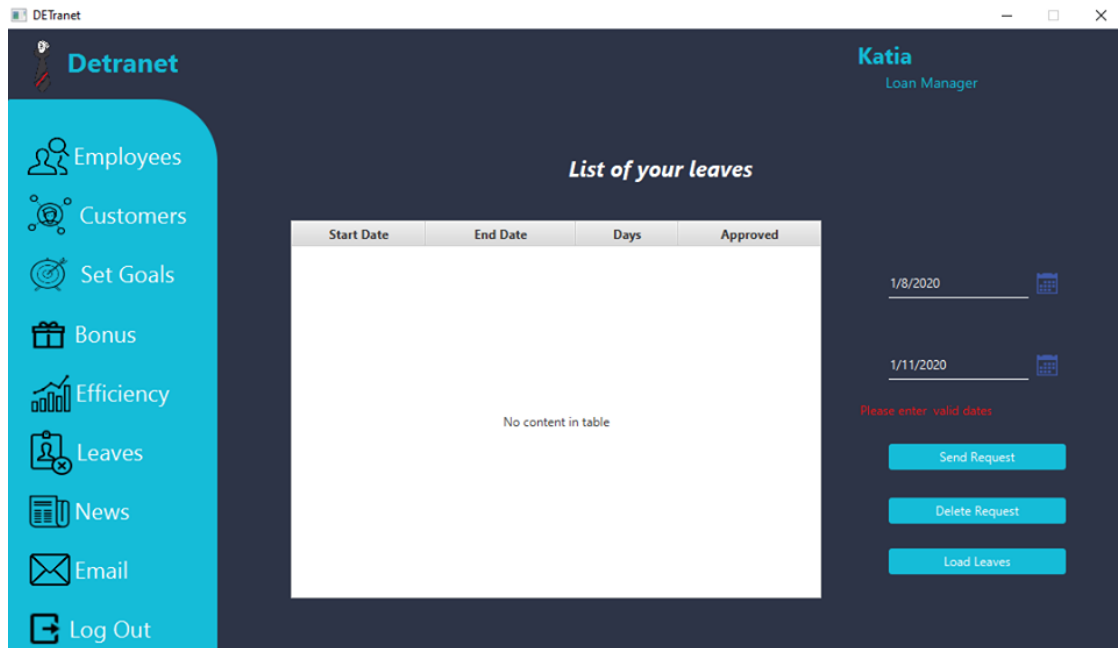 DETranet
Detranet
Katia
Loan Manager
Employees
Customers
Set Goals
Bonus
Efficiency
Leaves
News
Email
Log Out
List of your leaves
Start Date End Date Days Approved
No content in table
1/8/2020
1/11/2020
Please enter valid dates
Send Request
Delete Request
Load Leaves